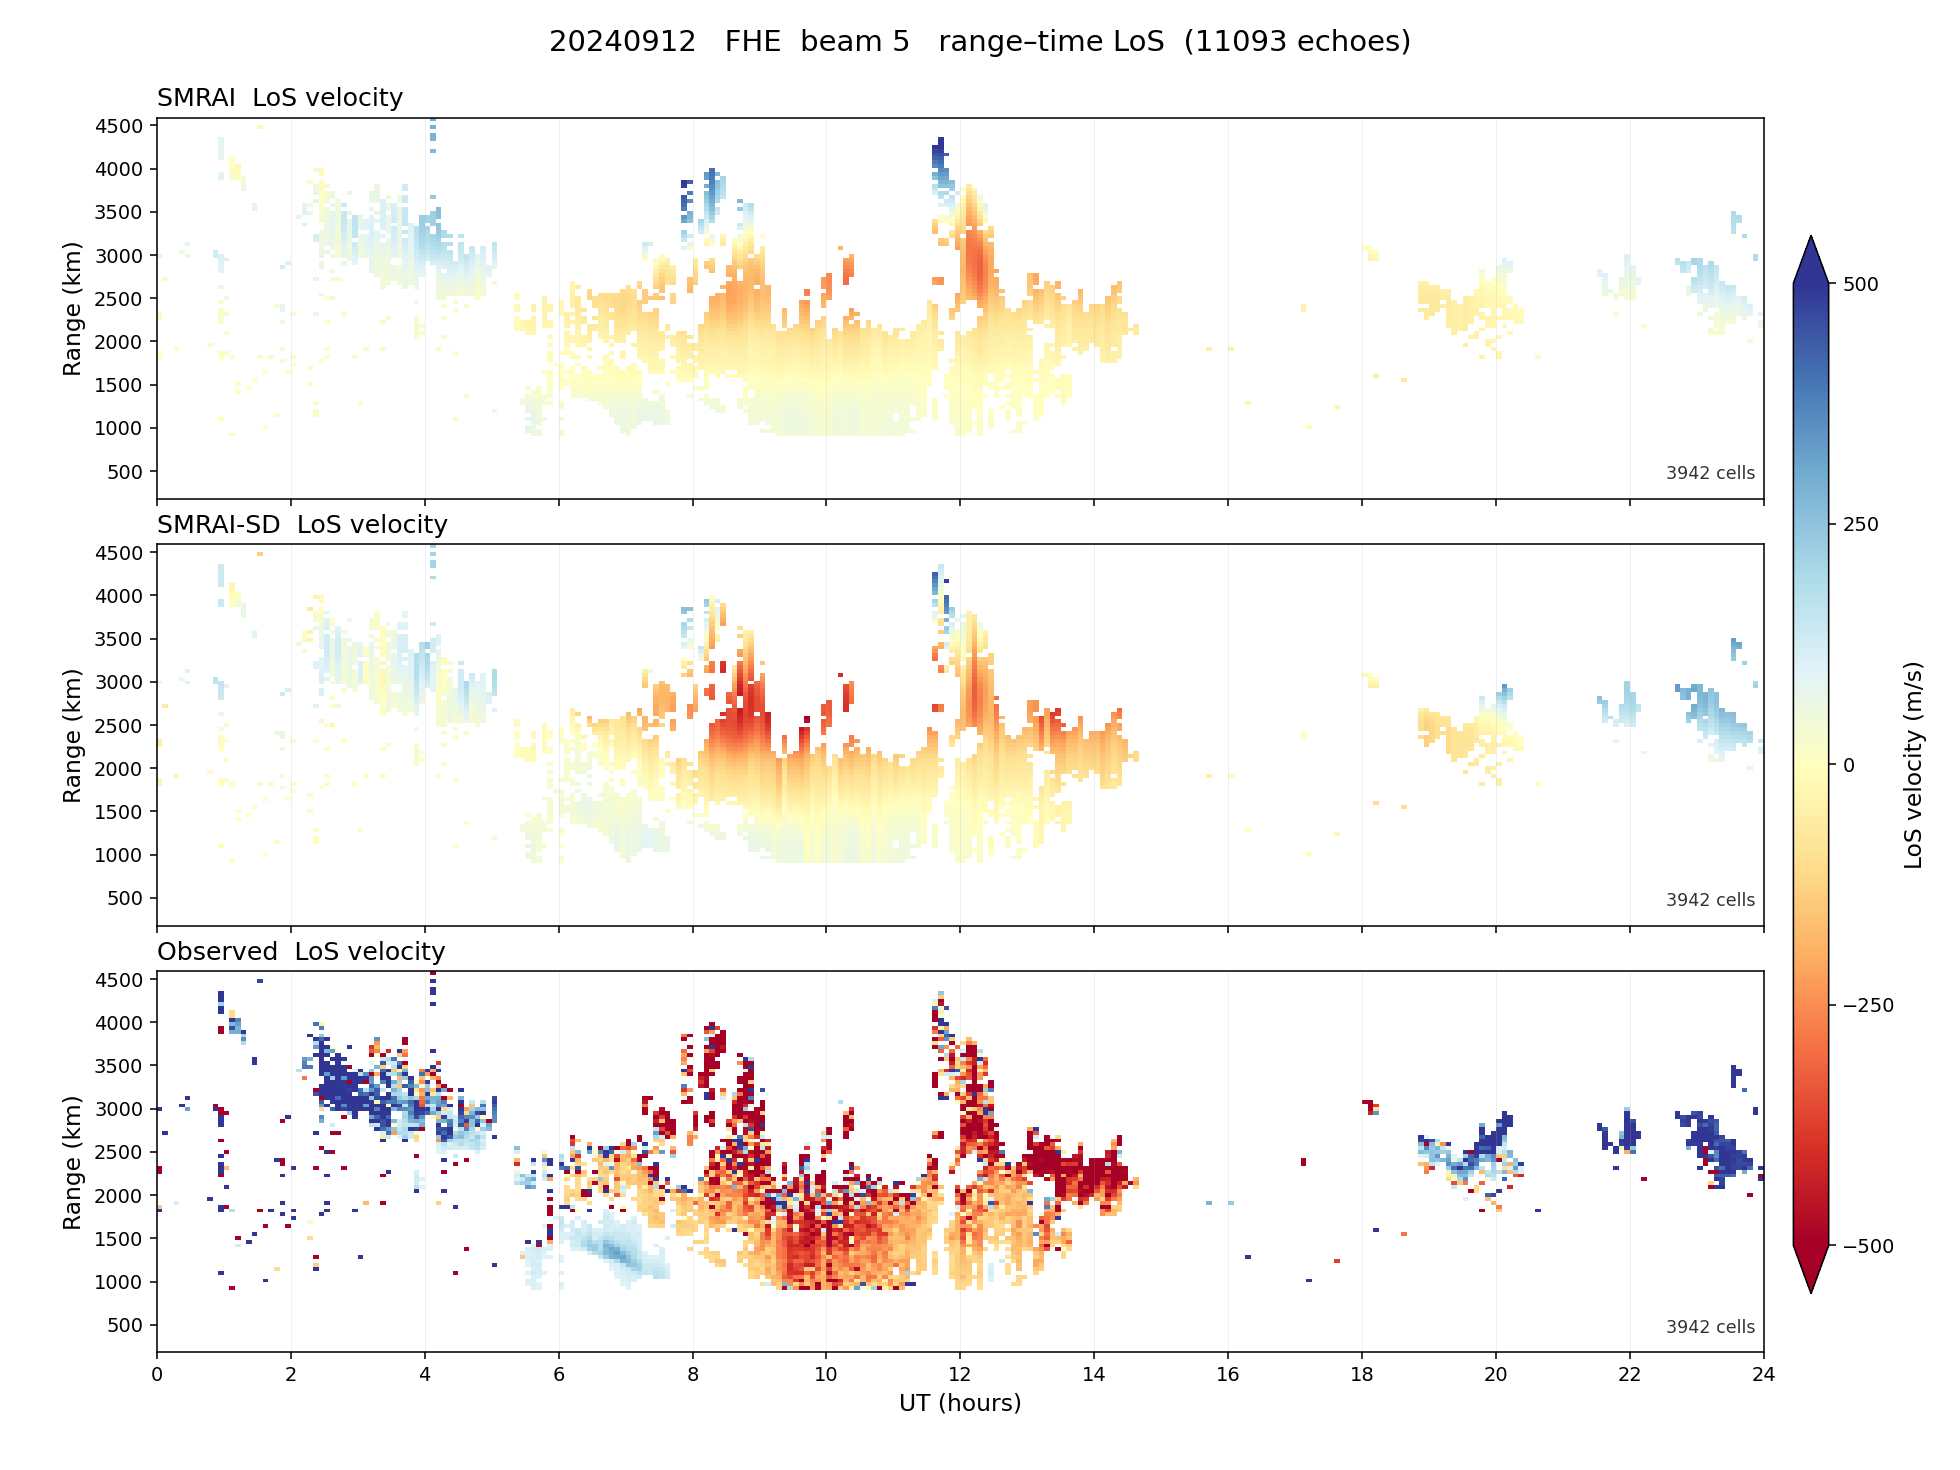 20240912   FHE  beam 5   range–time LoS  (11093 echoes)
SMRAI  LoS velocity
4500
4000
3500
3000
2500
2000
1500
1000
500
Range (km)
3942 cells
SMRAI-SD  LoS velocity
4500
4000
3500
3000
2500
2000
1500
1000
500
Range (km)
3942 cells
Observed  LoS velocity
4500
4000
3500
3000
2500
2000
1500
1000
500
Range (km)
3942 cells
0 2 4 6 8 10 12 14 16 18 20 22 24
UT (hours)
500
250
0
−250
−500
LoS velocity (m/s)